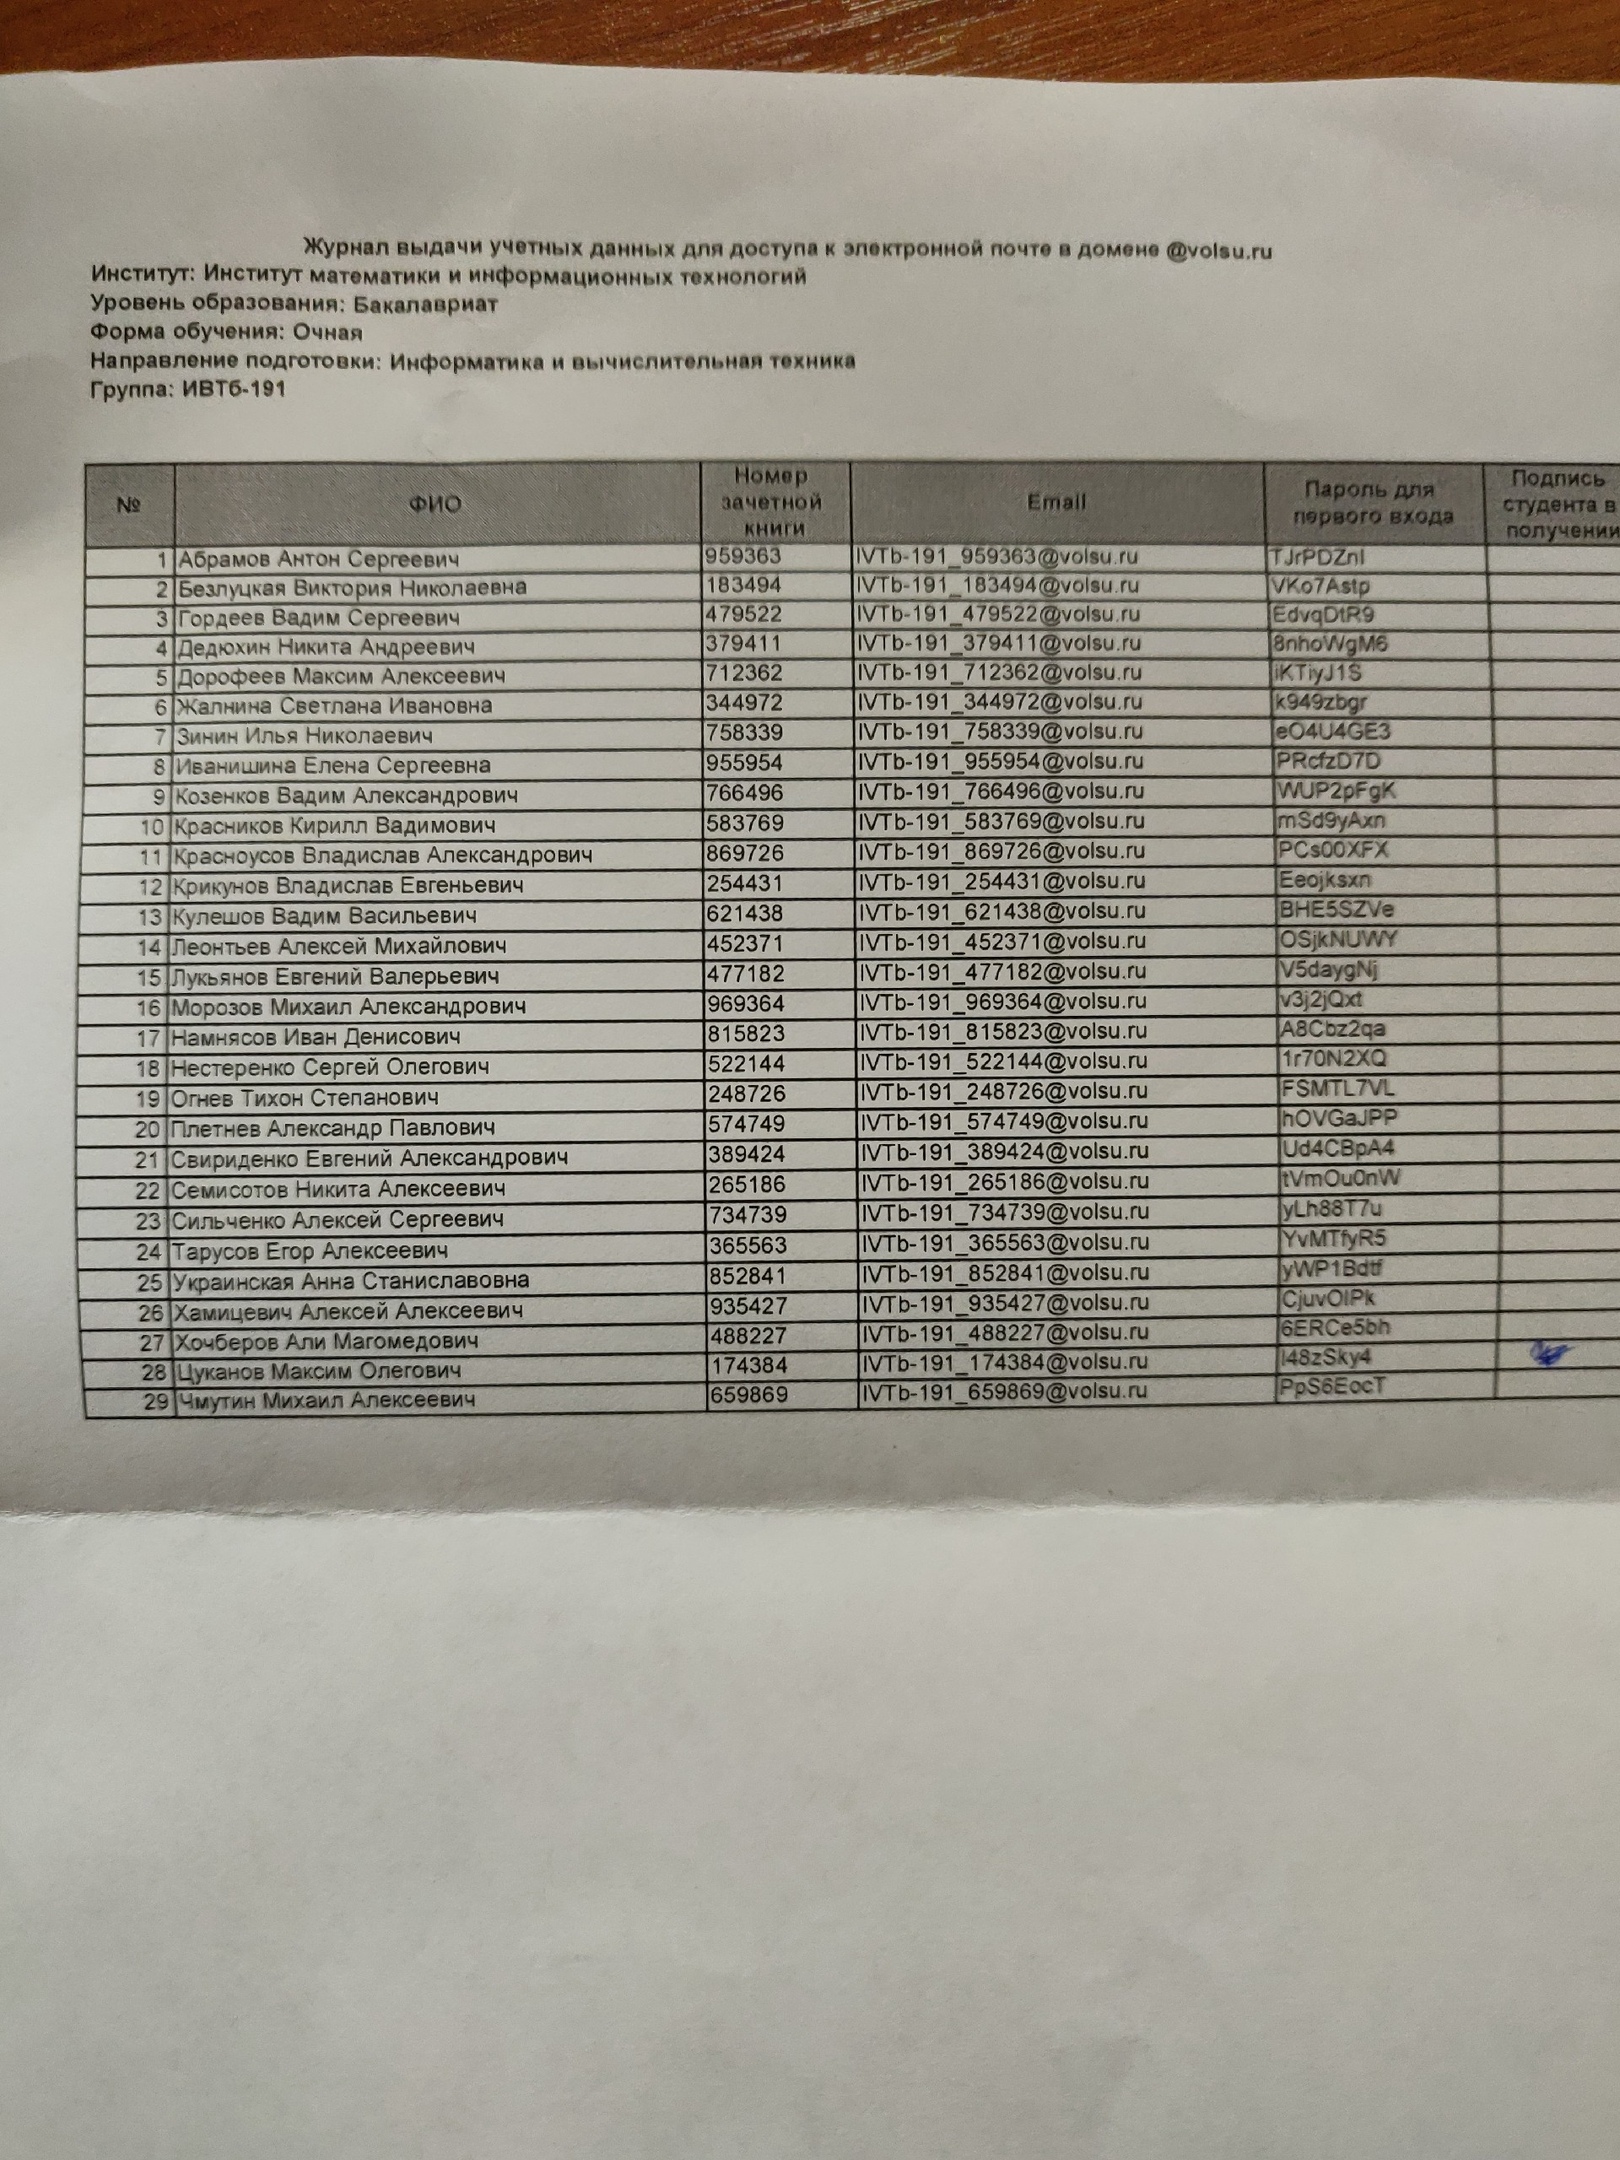 Журнал выдачи учетных данных для доступа к электронной почте в домене @volsu.ru
Институт: Институт математики и информационных технологий
Уровень образования: Бакалавриат
Форма обучения: Очная
Направление подготовки: Информатика и вычислительная техника
Группа: ИВТб-191
№ ФИО Номер зачетной книги Email Пароль для первого входа Подпись студента в получении
1 Абрамов Антон Сергеевич 959363 IVTb-191_959363@volsu.ru
2 Безлуцкая Виктория Николаевна 183494 IVTb-191_183494@volsu.ru VKo7Astp
3 Гордеев Вадим Сергеевич 479522 IVTb-191_479522@volsu.ru EdvqDtR9
4 Дедюхин Никита Андреевич 379411 IVTb-191_379411@volsu.ru 8nhoWgM6
5 Дорофеев Максим Алексеевич 712362 IVTb-191_712362@volsu.ru iKTiyJ1S
6 Жалнина Светлана Ивановна 344972 IVTb-191_344972@volsu.ru k949zbgr
7 Зинин Илья Николаевич 758339 IVTb-191_758339@volsu.ru eO4U4GE3
8 Иванишина Елена Сергеевна 955954 IVTb-191_955954@volsu.ru PRcfzD7D
9 Козенков Вадим Александрович 766496 IVTb-191_766496@volsu.ru WUP2pFgK
10 Красников Кирилл Вадимович 583769 IVTb-191_583769@volsu.ru mSd9yAxn
11 Красноусов Владислав Александрович 869726 IVTb-191_869726@volsu.ru PCs00XFX
12 Крикунов Владислав Евгеньевич 254431 IVTb-191_254431@volsu.ru Eeojksxn
13 Кулешов Вадим Васильевич 621438 IVTb-191_621438@volsu.ru BHE5SZVe
14 Леонтьев Алексей Михайлович 452371 IVTb-191_452371@volsu.ru OSjkNUWY
15 Лукьянов Евгений Валерьевич 477182 IVTb-191_477182@volsu.ru V5daygNj
16 Морозов Михаил Александрович 969364 IVTb-191_969364@volsu.ru v3j2jQxt
17 Намнясов Иван Денисович 815823 IVTb-191_815823@volsu.ru A8Cbz2qa
18 Нестеренко Сергей Олегович 522144 IVTb-191_522144@volsu.ru 1r70N2XQ
19 Огнев Тихон Степанович 248726 IVTb-191_248726@volsu.ru FSMTL7VL
20 Плетнев Александр Павлович 574749 IVTb-191_574749@volsu.ru hOVGaJPP
21 Свириденко Евгений Александрович 389424 IVTb-191_389424@volsu.ru Ud4CBpA4
22 Семисотов Никита Алексеевич 265186 IVTb-191_265186@volsu.ru tVmOu0nW
23 Сильченко Алексей Сергеевич 734739 IVTb-191_734739@volsu.ru yLh88T7u
24 Тарусов Егор Алексеевич 365563 IVTb-191_365563@volsu.ru YvMTfyR5
25 Украинская Анна Станиславовна 852841 IVTb-191_852841@volsu.ru yWP1Bdtf
26 Хамицевич Алексей Алексеевич 935427 IVTb-191_935427@volsu.ru
27 Хочберов Али Магомедович 488227 IVTb-191_488227@volsu.ru 6ERCe5bh
28 Цуканов Максим Олегович 174384 IVTb-191_174384@volsu.ru
29 Чмутин Михаил Алексеевич 659869 IVTb-191_659869@volsu.ru PpS6EocT